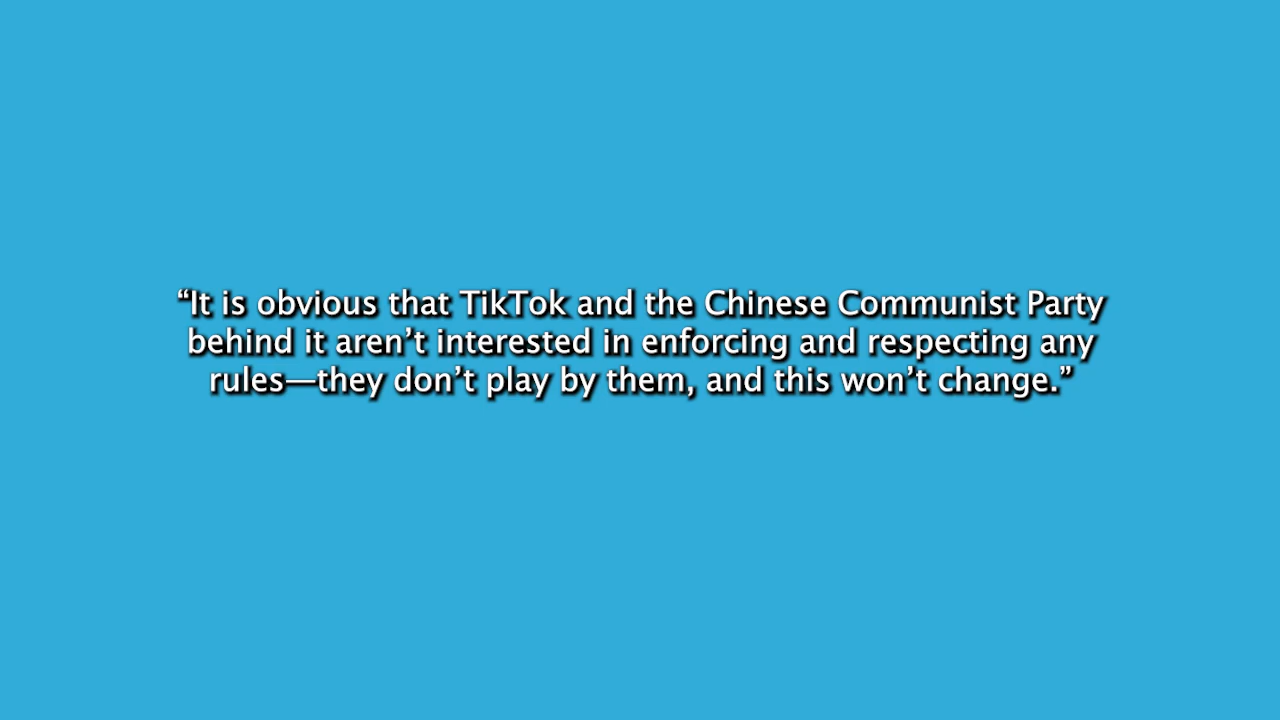 “It is obvious that TikTok and the Chinese Communist Party
behind it aren’t interested in enforcing and respecting any
rules—they don’t play by them, and this won’t change.”